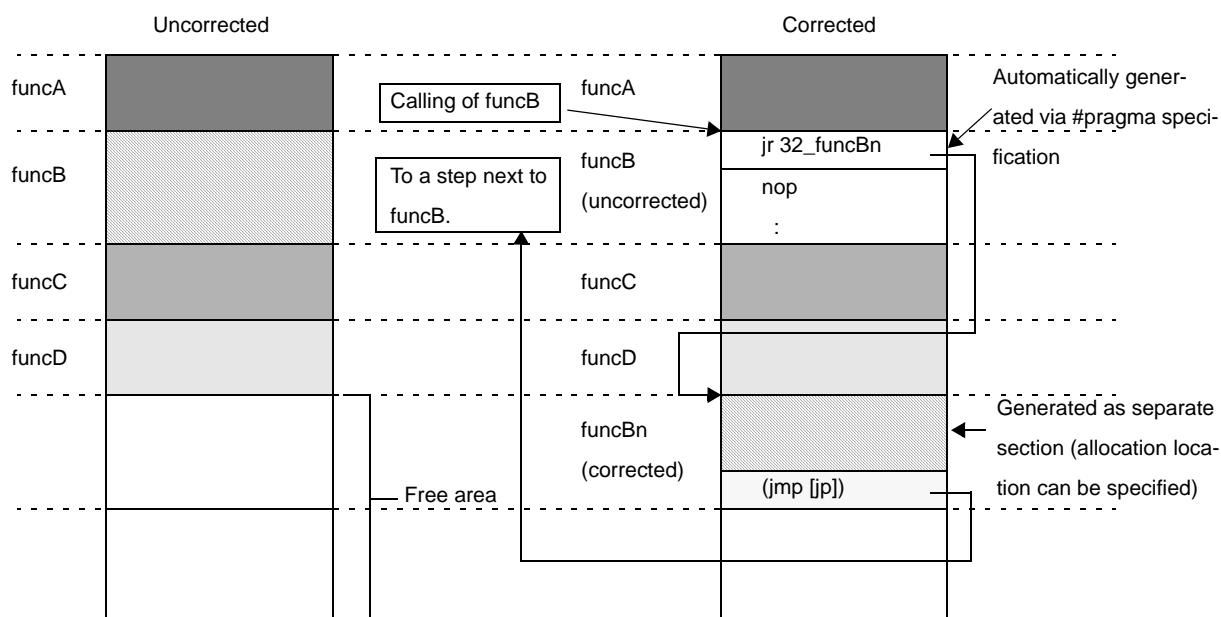 Uncorrected
Corrected
funcA
Calling of funcB
funcA
Automatically gener-
ated via #pragma speci-
fication
funcB
To a step next to
funcB.
funcB
(uncorrected)
jr 32_funcBn
nop
:
funcC
funcC
funcD
funcD
Free area
funcBn
(corrected)
(jmp [jp])
Generated as separate
section (allocation loca-
tion can be specified)